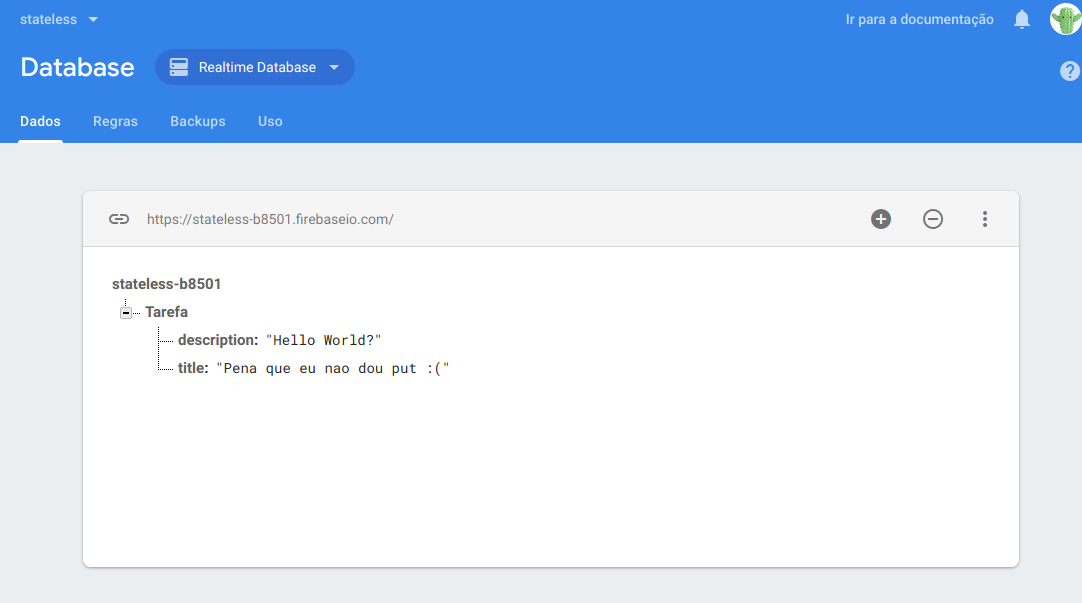 stateless
Ir para a documentação
Database
Realtime Database
?
Dados Regras Backups Uso
https://stateless-b8501.firebaseio.com/
stateless-b8501
Tarefa
description: "Hello World?"
title: "Pena que eu nao dou put :("